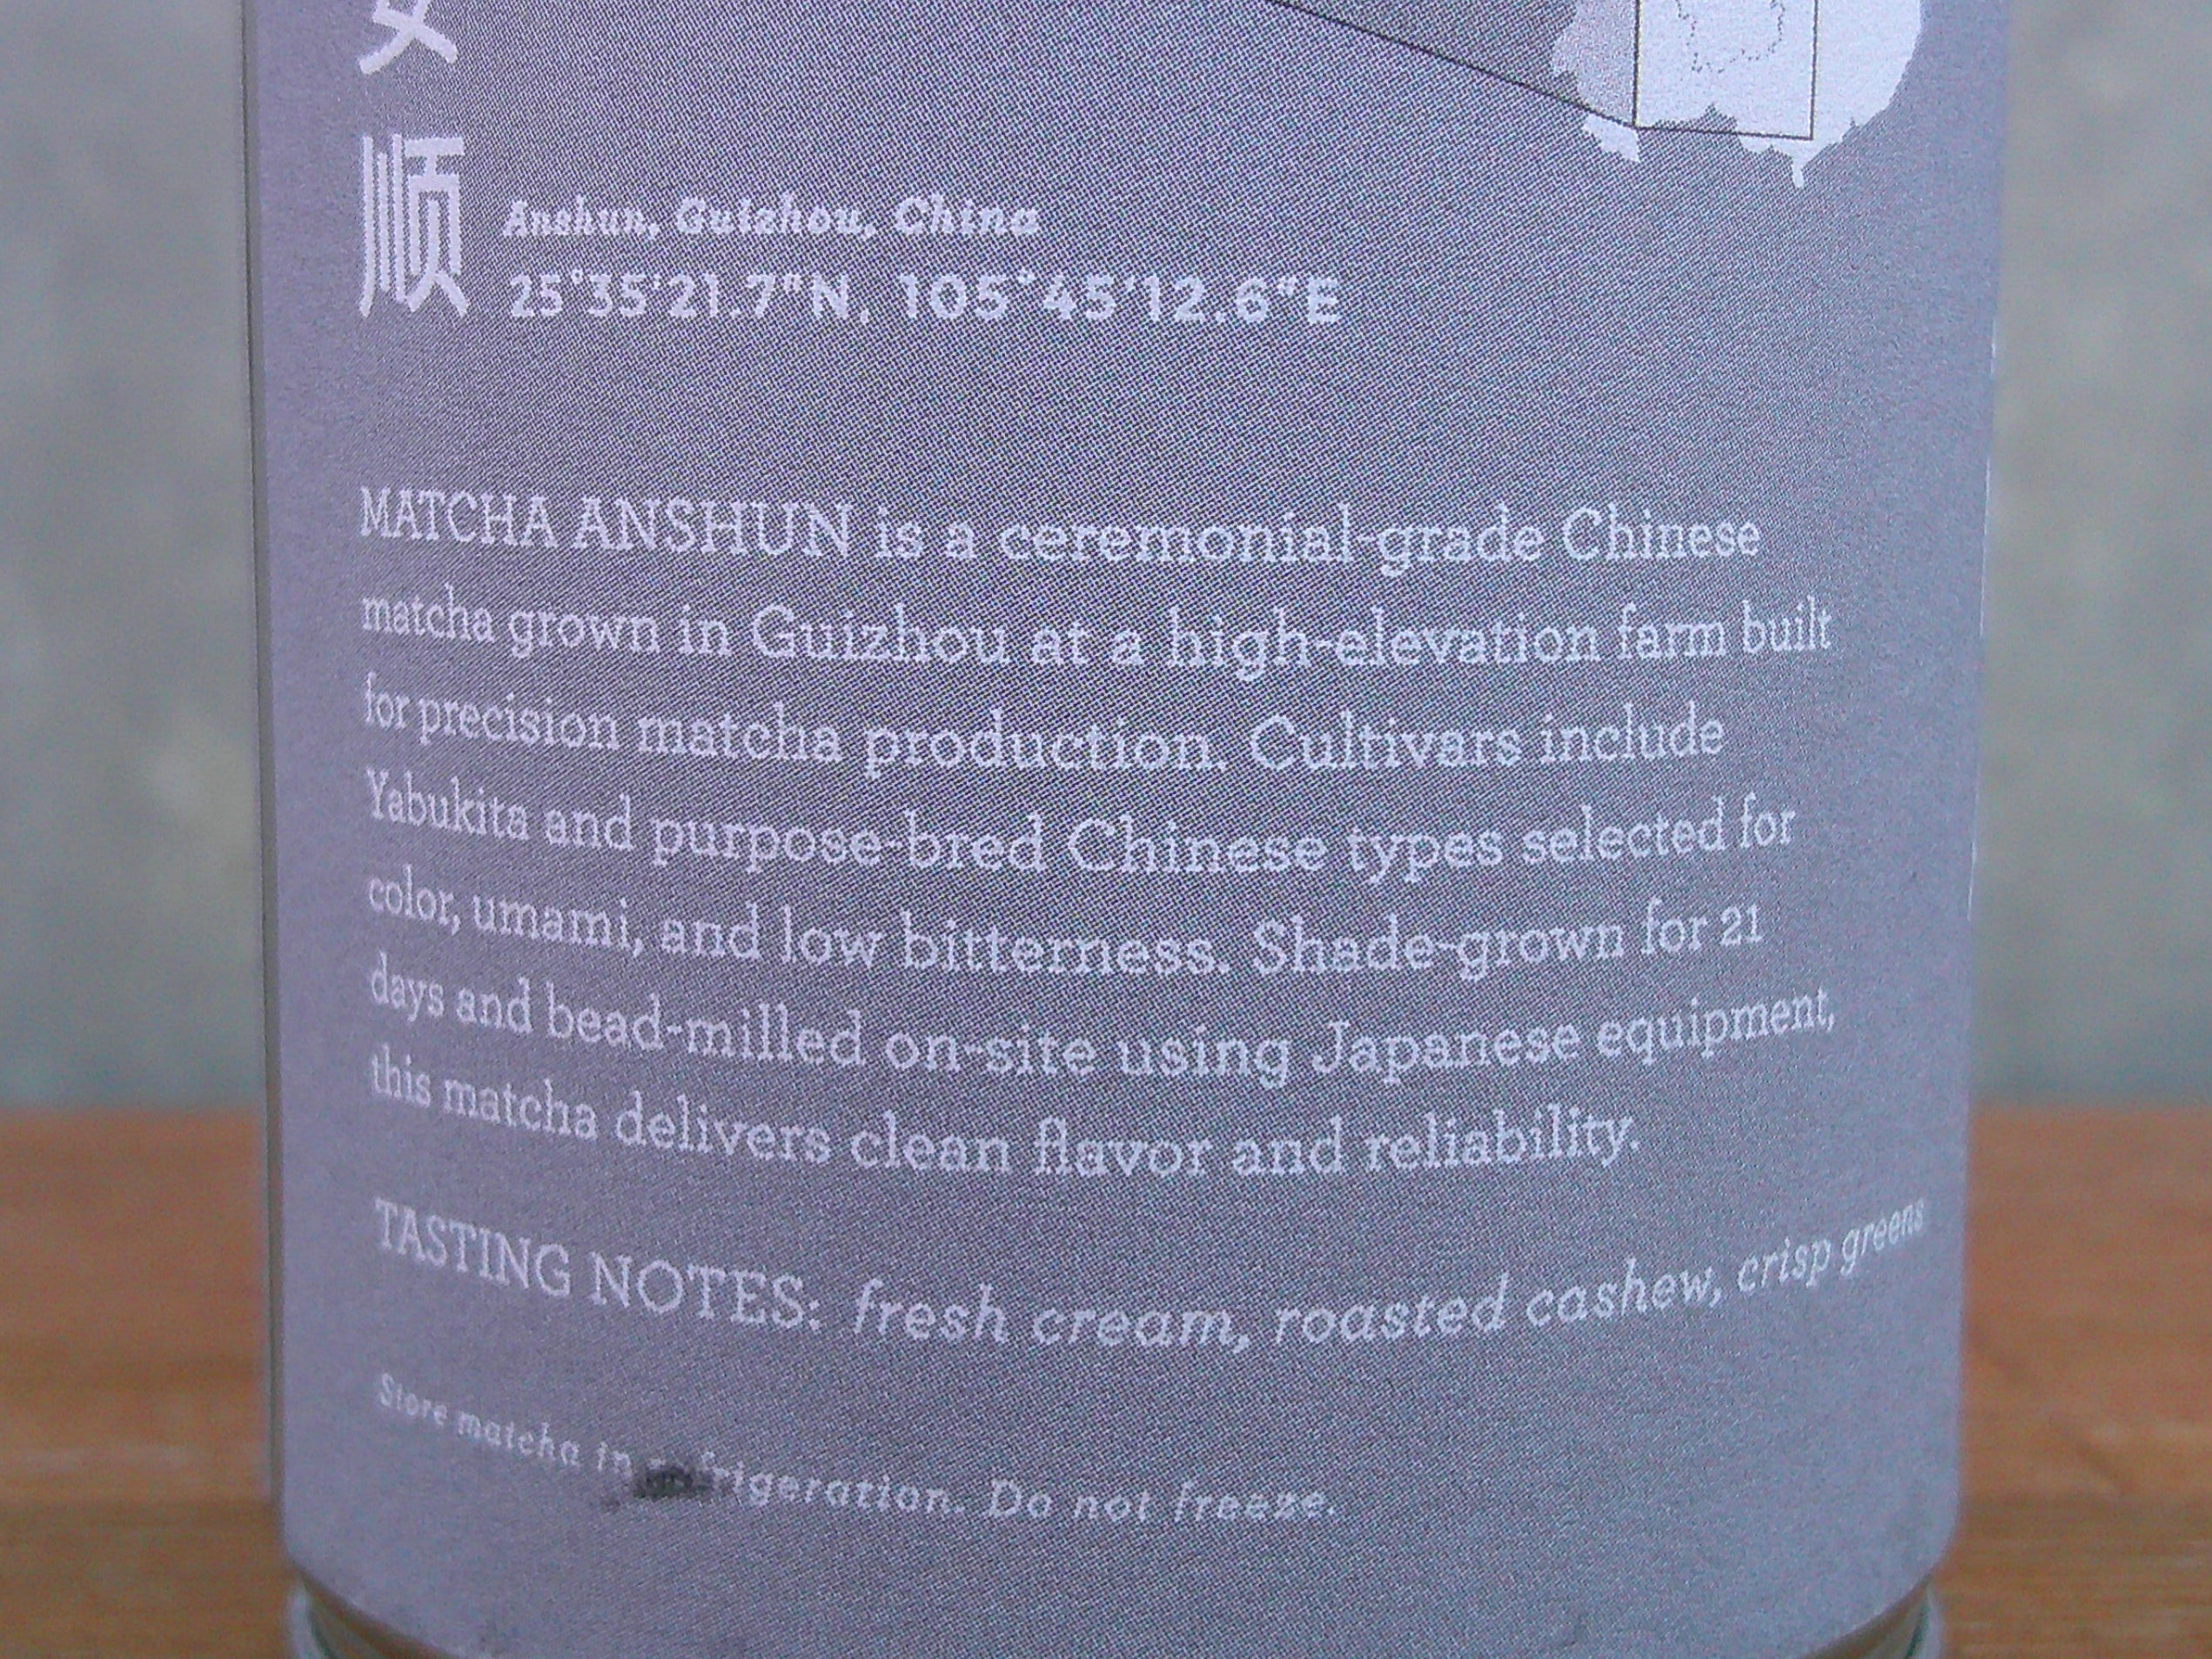 顺
Anshun, Guizhou, China
25°35'21.7"N, 105°45'12.6"E
MATCHA ANSHUN is a ceremonial-grade Chinese
matcha grown in Guizhou at a high-elevation farm built
for precision matcha production. Cultivars include
Yabukita and purpose-bred Chinese types selected for
color, umami, and low bitterness. Shade-grown for 21
days and bead-milled on-site using Japanese equipment,
this matcha delivers clean flavor and reliability.
TASTING NOTES: fresh cream, roasted cashew, crisp greens
Store matcha in Do not freeze.